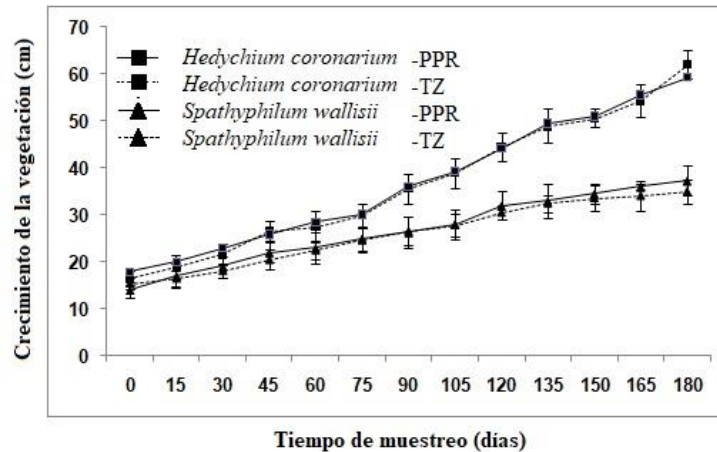 70
60
50
40
30
20
10
0
Crecimiento de la vegetación (cm)
Hedychium coronarium -PPR
Hedychium coronarium -TZ
Spathyphilum wallisii -PPR
Spathyphilum wallisii -TZ
0 15 30 45 60 75 90 105 120 135 150 165 180
Tiempo de muestreo (días)